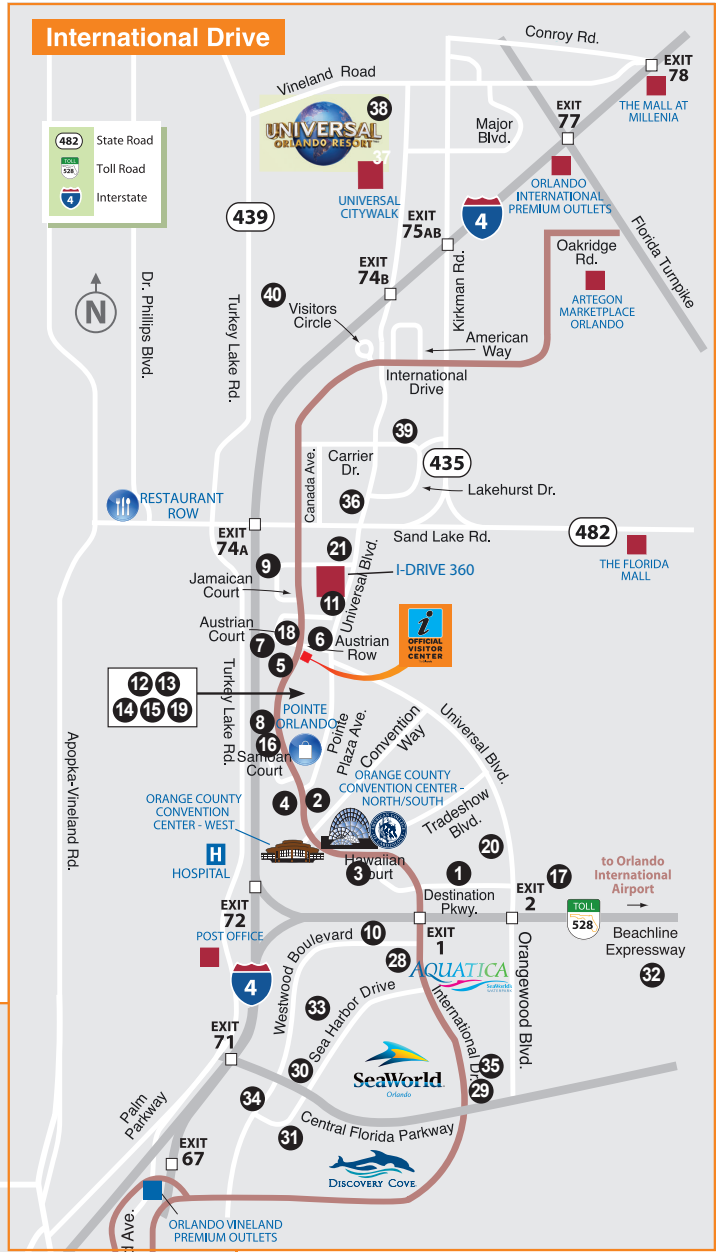 International Drive
482 State Road
TOLL
528 Toll Road
4 Interstate
N
Conroy Rd.
EXIT
78
THE MALL AT
MILLENIA
Vineland Road
38
UNIVERSAL
ORLANDO RESORT
37
UNIVERSAL
CITYWALK
Major
Blvd.
EXIT
77
ORLANDO
INTERNATIONAL
PREMIUM OUTLETS
439
EXIT
75AB
4
EXIT
74B
Kirkman Rd.
Oakridge
Rd.
Florida Turnpike
ARTEGON
MARKETPLACE
ORLANDO
Dr. Phillips Blvd.
Turkey Lake Rd.
40
Visitors
Circle
American
Way
International
Drive
39
Canada Ave.
Carrier
Dr.
435
36
Lakehurst Dr.
RESTAURANT
ROW
EXIT
74A
Sand Lake Rd.
482
THE FLORIDA
MALL
21
9
Universal Blvd.
I-DRIVE 360
Jamaican
Court
11
Austrian
Court
18
6
Austrian
Row
7
5
i
OFFICIAL
VISITOR
CENTER
12 13
14 15 19
Turkey Lake Rd.
8
POINTE
ORLANDO
16
Samoan
Court
Pointe
Plaza Ave.
Convention
Way
Universal Blvd.
Apopka-Vineland Rd.
ORANGE COUNTY
CONVENTION
CENTER - WEST
4
2
ORANGE COUNTY
CONVENTION CENTER -
NORTH/SOUTH
Tradeshow
Blvd.
20
H
HOSPITAL
Hawaiian
Court
3
1
17
to Orlando
International
Airport
EXIT
72
Destination
Pkwy.
EXIT
2
TOLL
528
Beachline
Expressway
32
POST OFFICE
10
EXIT
1
28
AQUATICA
SeaWorld's
WATERPARK
4
Westwood Boulevard
33
Sea Harbor Drive
International Dr.
Orangewood Blvd.
EXIT
71
30
SeaWorld
Orlando
35
29
34
31
Central Florida Parkway
Palm
Parkway
EXIT
67
DISCOVERY COVE
ORLANDO VINELAND
PREMIUM OUTLETS
d Ave.